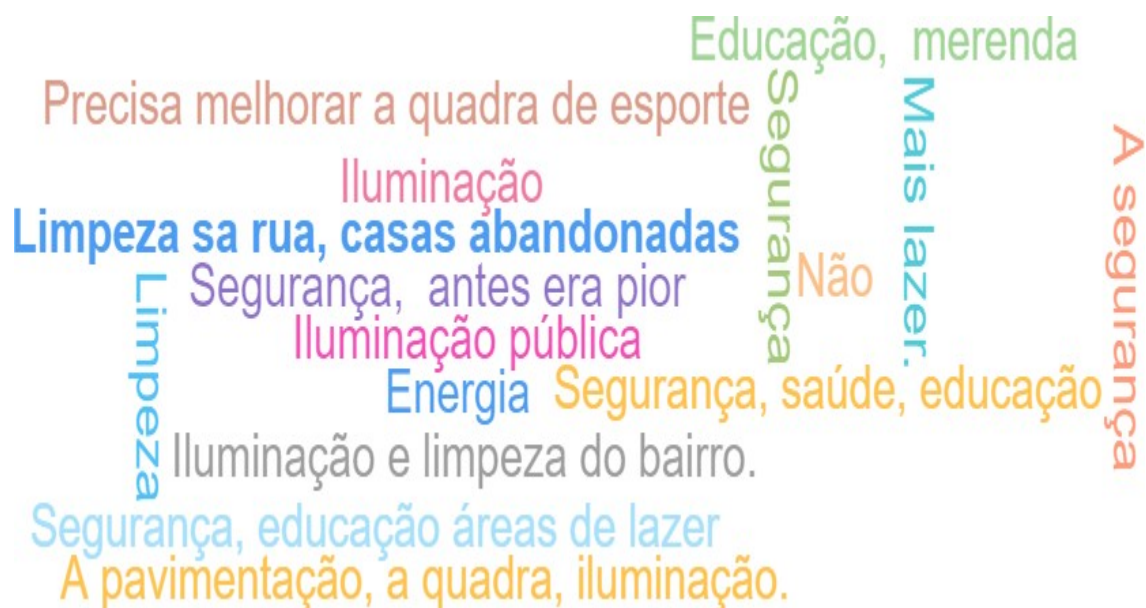 Educação, merenda
Precisa melhorar a quadra de esporte
Segurança
Mais lazer.
A segurança
Iluminação
Limpeza sa rua, casas abandonadas
Segurança, antes era pior
Não
Limpeza
Iluminação pública
Energia
Segurança, saúde, educação
Iluminação e limpeza do bairro.
Segurança, educação áreas de lazer
A pavimentação, a quadra, iluminação.